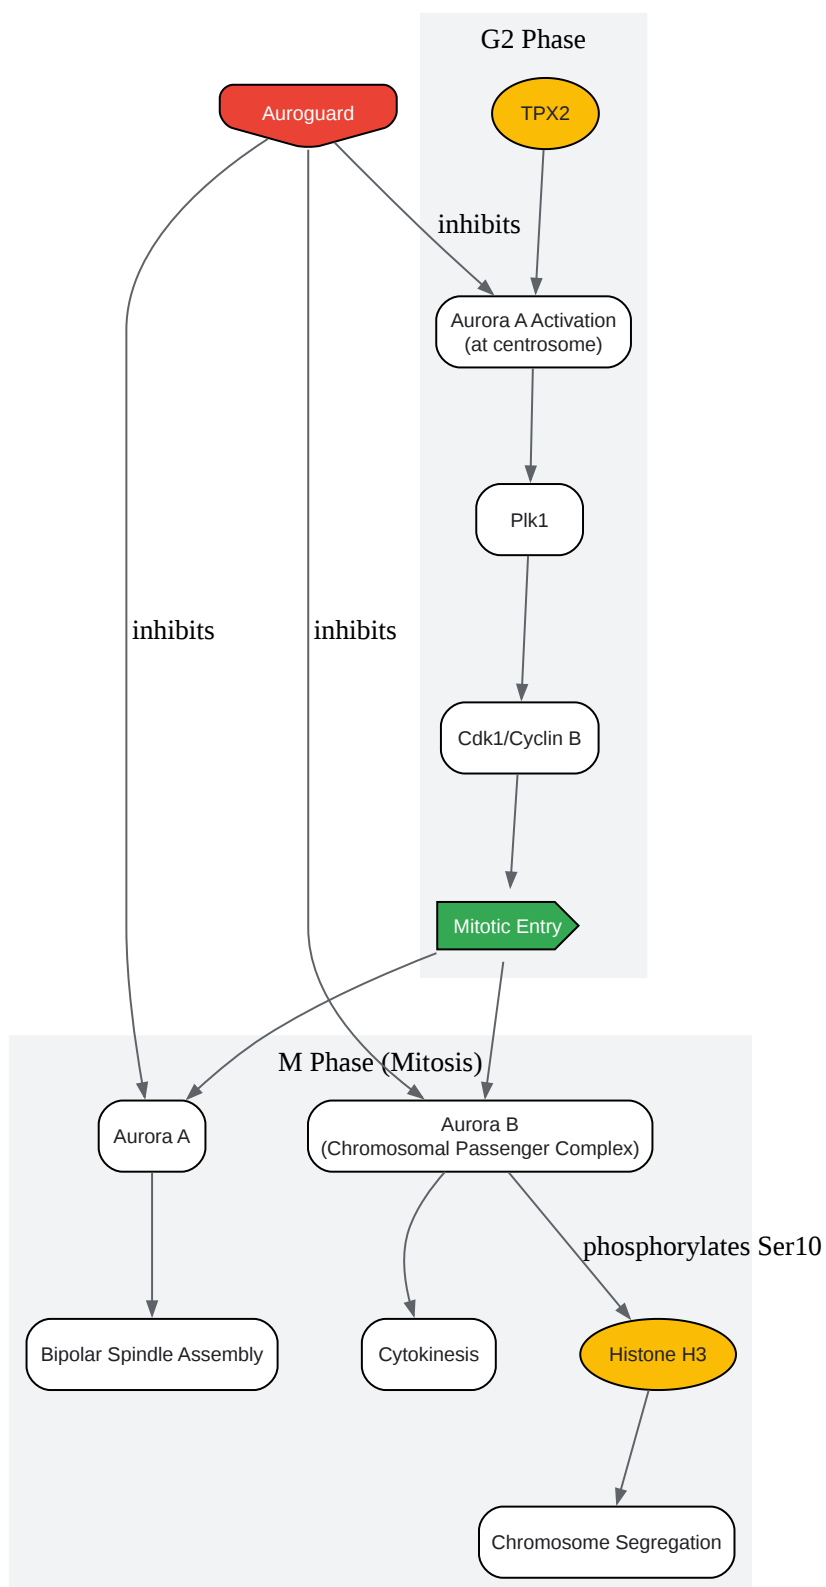 G2 Phase
Auroguard
TPX2
inhibits
Aurora A Activation
(at centrosome)
Plk1
inhibits
inhibits
Cdk1/Cyclin B
Mitotic Entry
M Phase (Mitosis)
Aurora A
Aurora B
(Chromosomal Passenger Complex)
phosphorylates Ser10
Bipolar Spindle Assembly
Cytokinesis
Histone H3
Chromosome Segregation